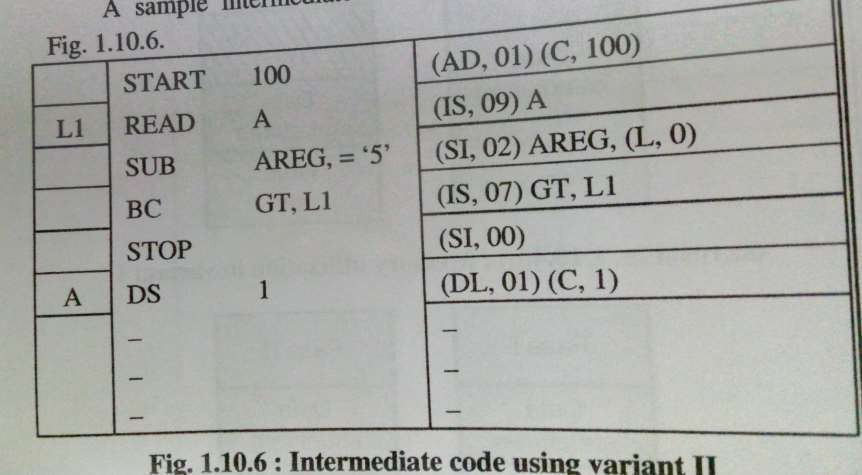 A sample
Fig. 1.10.6.
START 100 (AD, 01) (C, 100)
L1 READ A (IS, 09) A
SUB AREG, = ‘5’ (SI, 02) AREG, (L, 0)
BC GT, L1 (IS, 07) GT, L1
STOP (SI, 00)
A DS 1 (DL, 01) (C, 1)
– –
– –
– –
Fig. 1.10.6 : Intermediate code using variant II